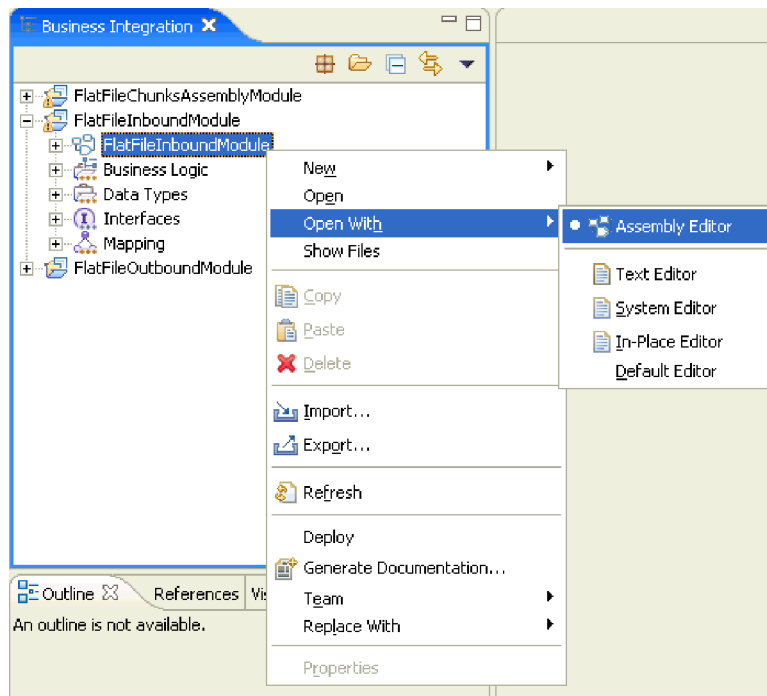 Business Integration
FlatFileChunksAssemblyModule
FlatFileInboundModule
FlatFileInboundModule
Business Logic
Data Types
Interfaces
Mapping
FlatFileOutboundModule
New
Open
Open With
Show Files
Copy
Paste
Delete
Import...
Export...
Refresh
Deploy
Generate Documentation...
Team
Replace With
Properties
Assembly Editor
Text Editor
System Editor
In-Place Editor
Default Editor
Outline References
An outline is not available.